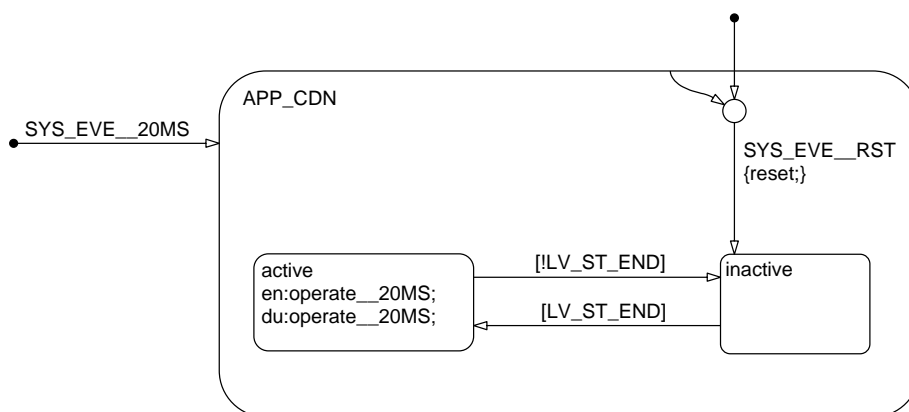 APP_CDN
SYS_EVE__20MS
SYS_EVE__RST
{reset;}
active
en:operate__20MS;
du:operate__20MS;
[!LV_ST_END]
inactive
[LV_ST_END]